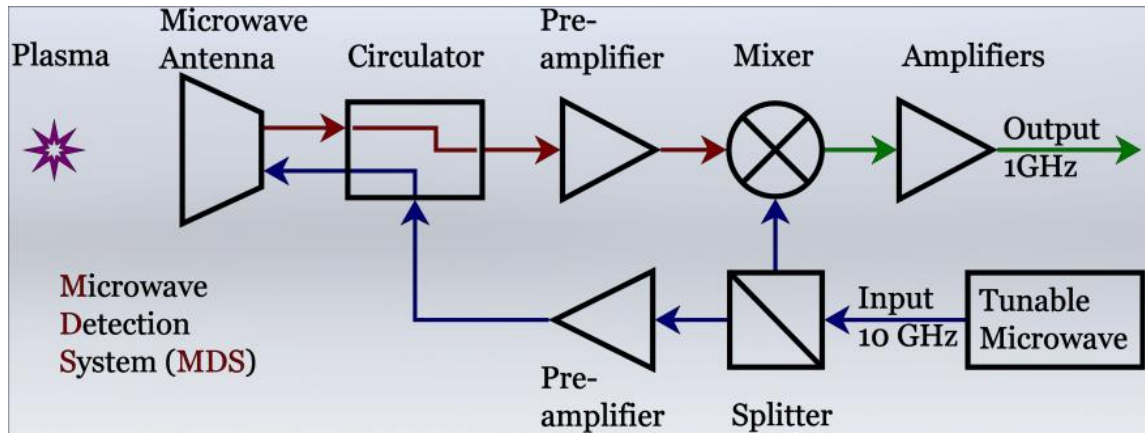 Plasma
Microwave
Antenna
Circulator
Pre-
amplifier
Mixer
Amplifiers
Output
1GHz
Microwave
Detection
System (MDS)
Input
10 GHz
Tunable
Microwave
Pre-
amplifier
Splitter